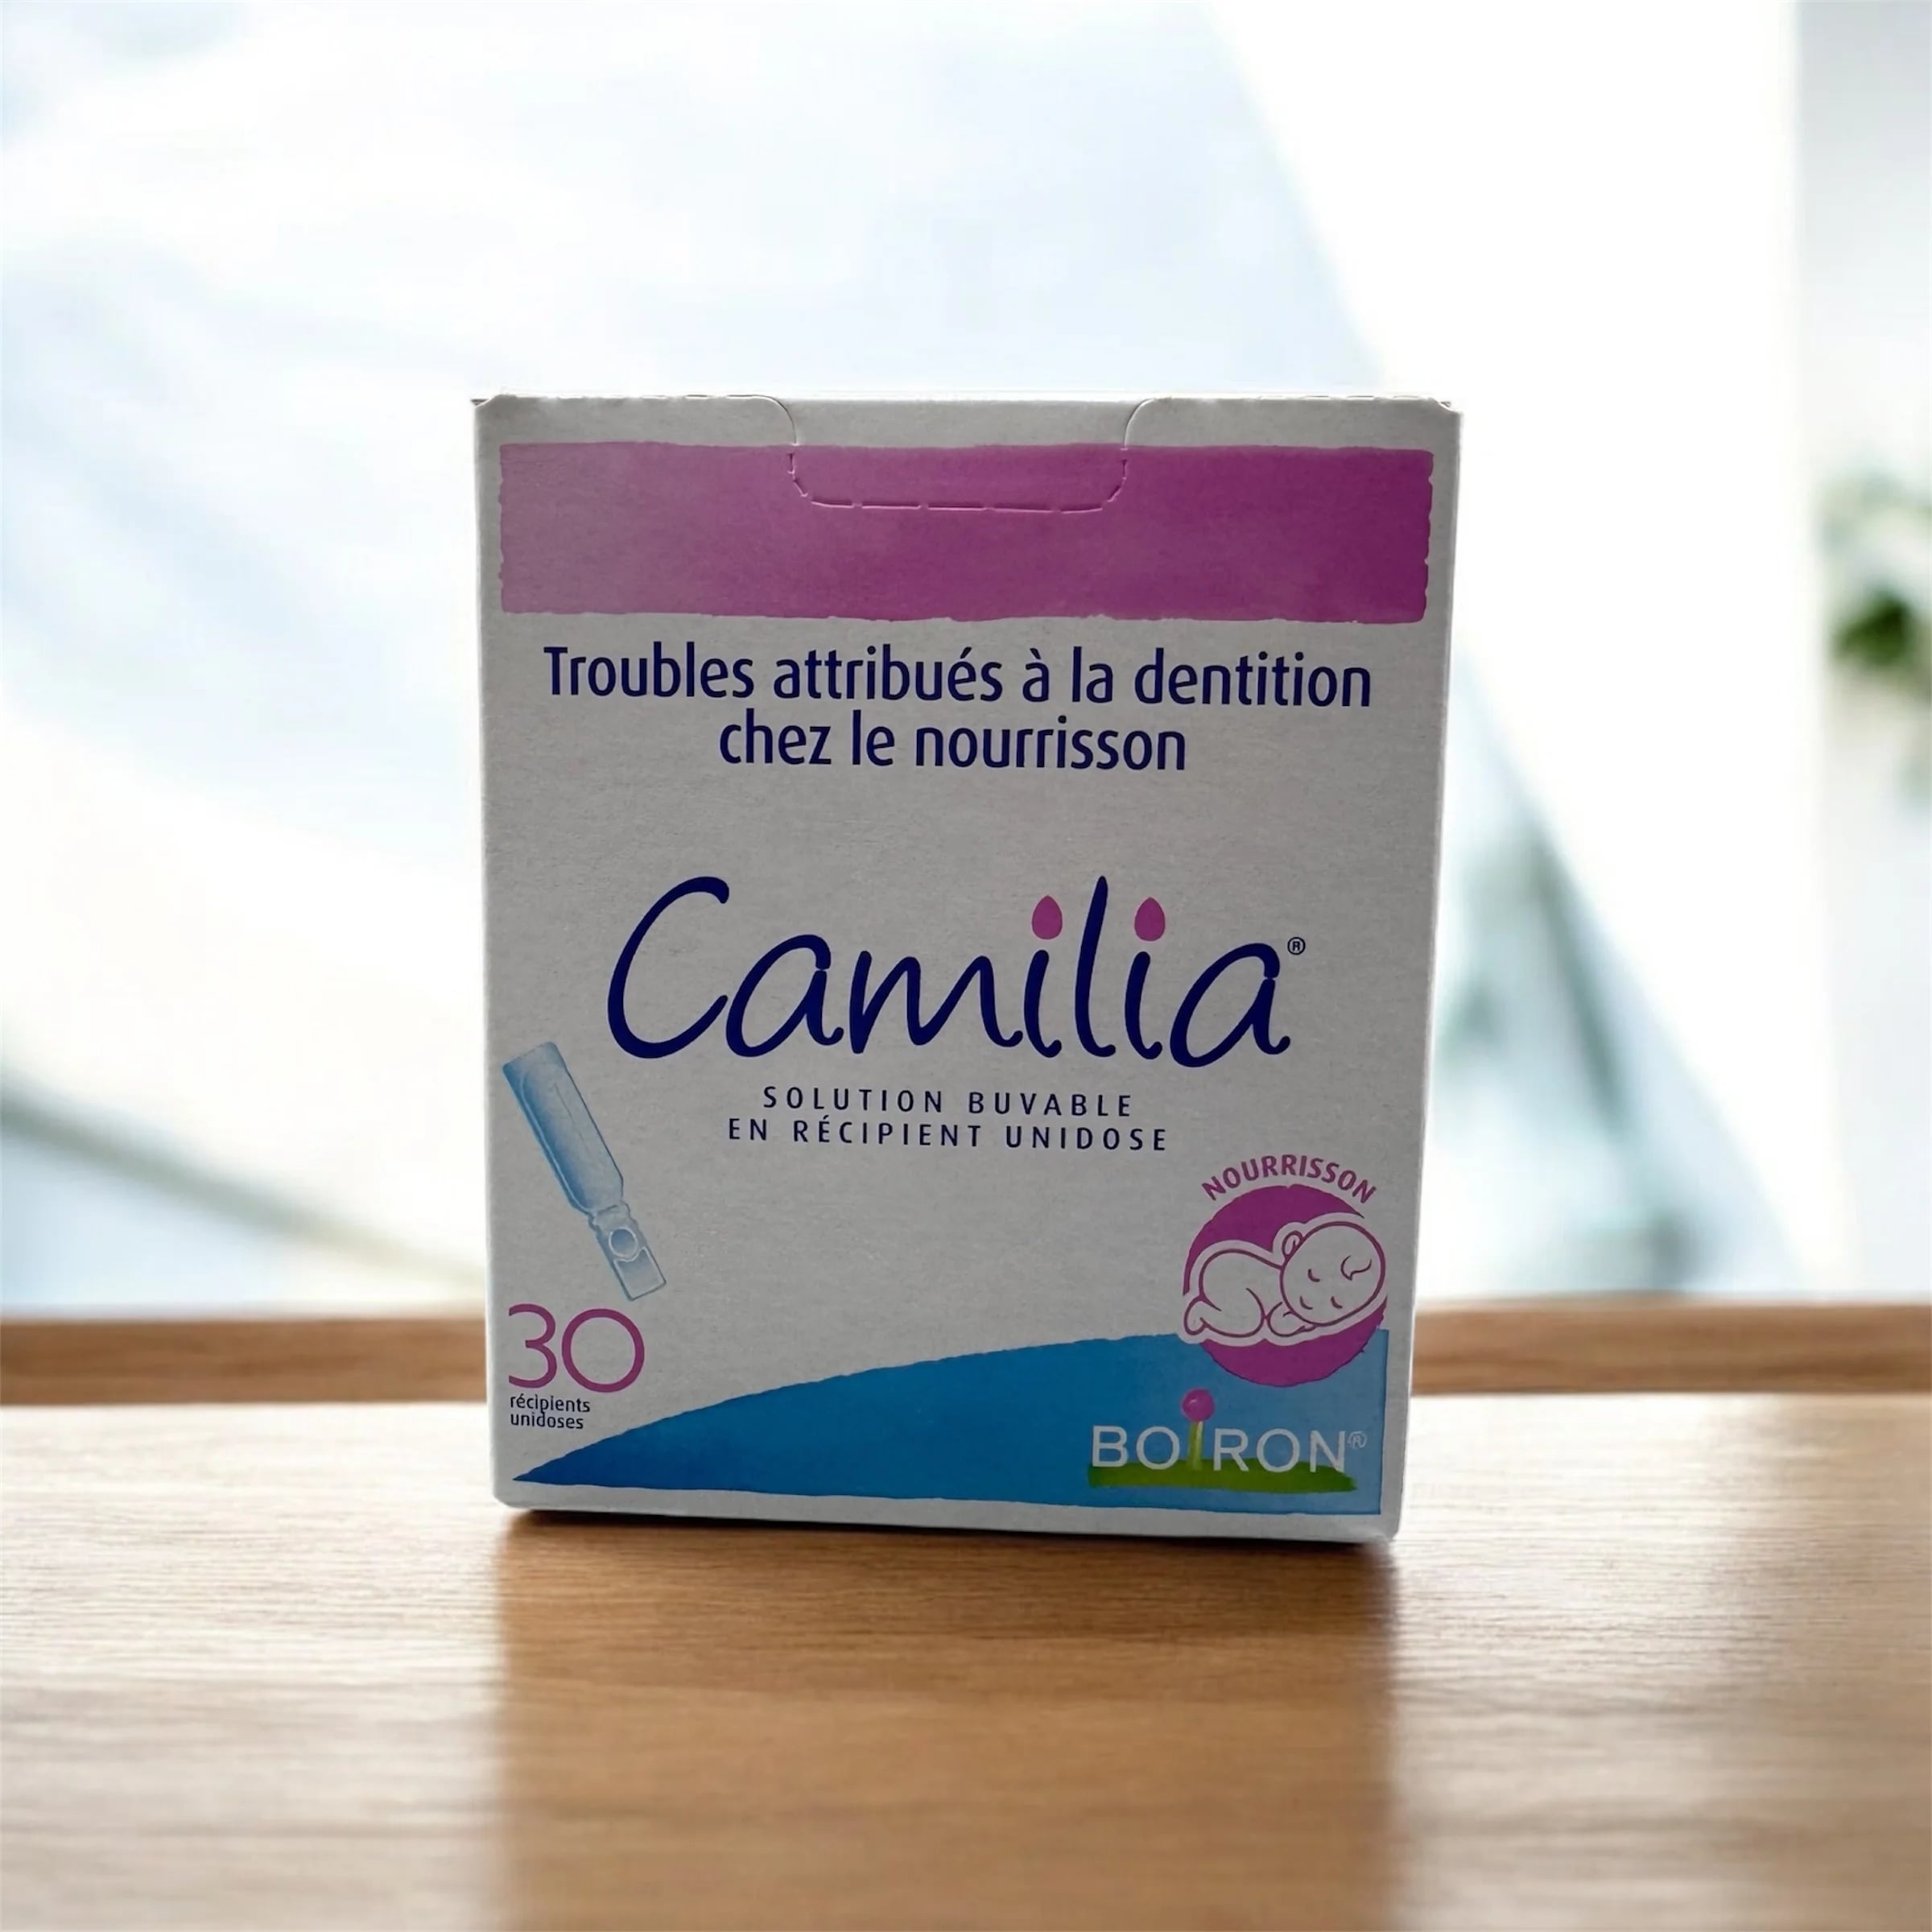 Troubles attribués à la dentition
chez le nourrisson
Camilia®
SOLUTION BUVABLE
EN RÉCIPIENT UNIDOSE
NOURRISSON
30
récipients
unidoses
BOIRON®